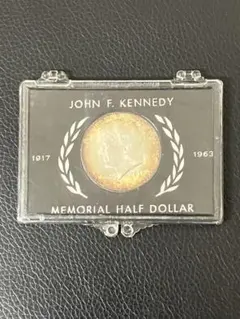 JOHN F. KENNEDY
1917
1963
MEMORIAL HALF DOLLAR